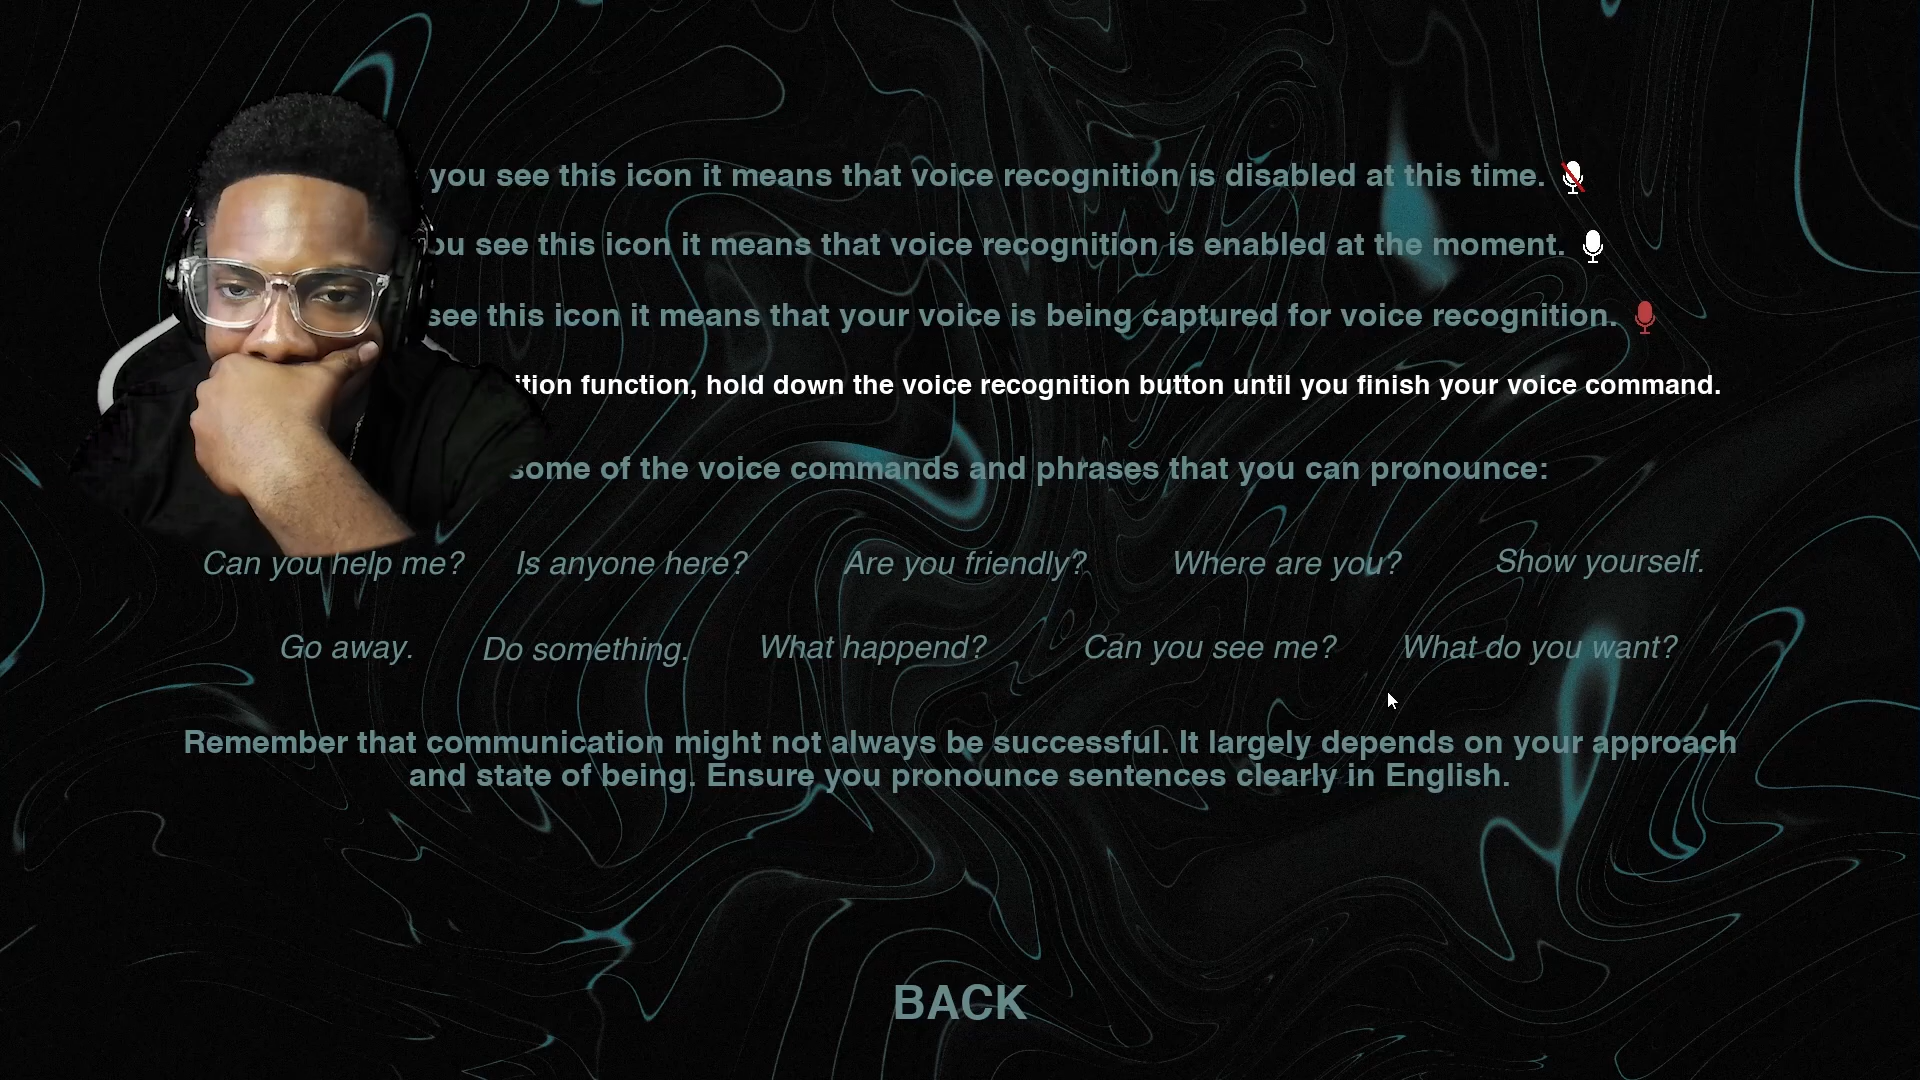 you see this icon it means that voice recognition is disabled at this time.
see this icon it means that voice recognition is enabled at the moment.
see this icon it means that your voice is being captured for voice recognition.
function, hold down the voice recognition button until you finish your voice command.
some of the voice commands and phrases that you can pronounce:
Can you help me? Is anyone here? Are you friendly? Where are you? Show yourself.
Go away. Do something. What happend? Can you see me? What do you want?
Remember that communication might not always be successful. It largely depends on your approach
and state of being. Ensure you pronounce sentences clearly in English.
BACK